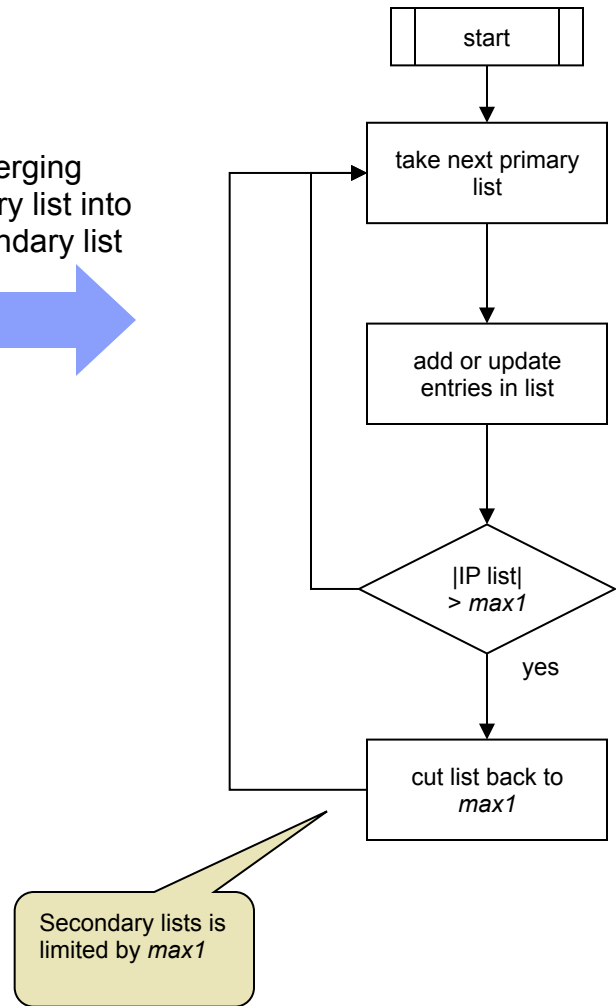 start
erging
ry list into
ndary list
take next primary
list
add or update
entries in list
|IP list|
> max1
yes
cut list back to
max1
Secondary lists is
limited by max1